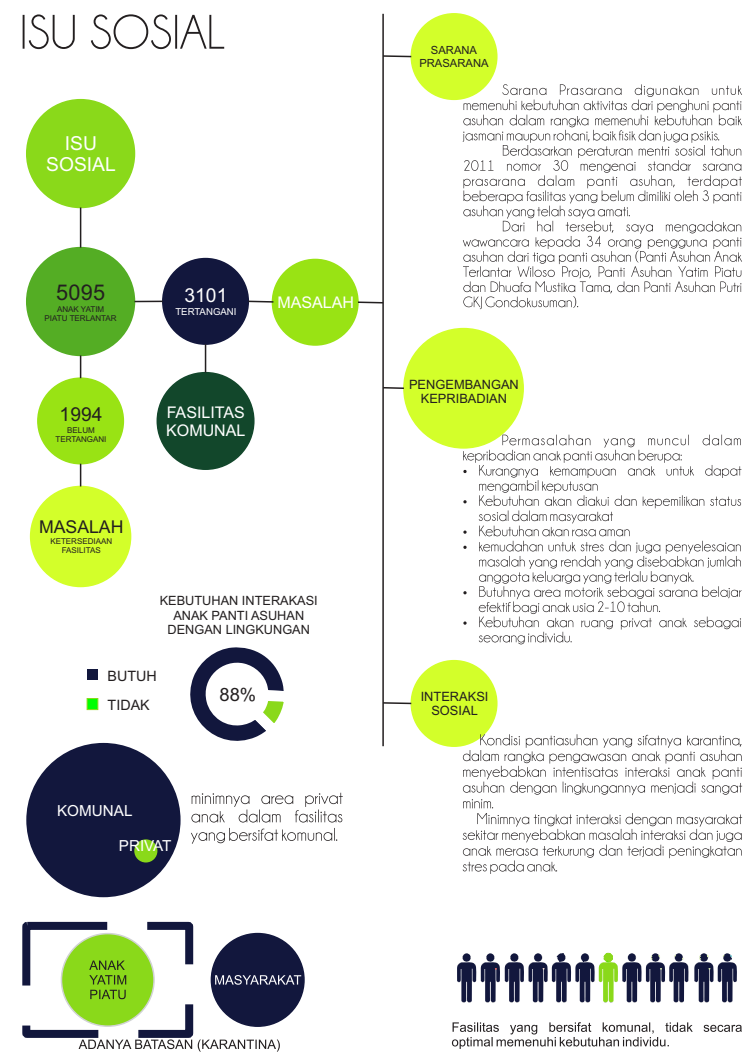 ISU SOSIAL
ISU
SOSIAL
5095
ANAK YATIM
PIATU TERLANTAR
3101
TERTANGANI
MASALAH
1994
BELUM
TERTANGANI
FASILITAS
KOMUNAL
MASALAH
KETERSEDIAAN
FASILITAS
KEBUTUHAN INTERAKASI
ANAK PANTI ASUHAN
DENGAN LINGKUNGAN
BUTUH
TIDAK
88%
KOMUNAL
PRIVAT
minimnya area privat
anak dalam fasilitas
yang bersifat komunal.
ANAK
YATIM
PIATU
MASYARAKAT
ADANYA BATASAN (KARANTINA)
SARANA
PRASARANA
Sarana Prasarana digunakan untuk
memenuhi kebutuhan aktivitas dari penghuni panti
asuhan dalam rangka memenuhi kebutuhan baik
jasmani maupun rohani, baik fisik dan juga psikis.
Berdasarkan peraturan mentri sosial tahun
2011 nomor 30 mengenai standar sarana
prasarana dalam panti asuhan, terdapat
beberapa fasilitas yang belum dimiliki oleh 3 panti
asuhan yang telah saya amati.
Dari hal tersebut, saya mengadakan
wawancara kepada 34 orang pengguna panti
asuhan dari tiga panti asuhan (Panti Asuhan Anak
Terlantar Wiloso Projo, Panti Asuhan Yatim Piatu
dan Dhuafa Mustika Tama, dan Panti Asuhan Putri
GKJ Gondokusuman).
PENGEMBANGAN
KEPRIBADIAN
Permasalahan yang muncul dalam
kepribadian anak panti asuhan berupa:
• Kurangnya kemampuan anak untuk dapat
mengambil keputusan
• Kebutuhan akan diakui dan kepemilikan status
sosial dalam masyarakat
• Kebutuhan akan rasa aman
• kemudahan untuk stres dan juga penyelesaian
masalah yang rendah yang disebabkan jumlah
anggota keluarga yang terlalu banyak.
• Butuhnya area motorik sebagai sarana belajar
efektif bagi anak usia 2-10 tahun.
• Kebutuhan akan ruang privat anak sebagai
seorang individu.
INTERAKSI
SOSIAL
Kondisi pantiasuhan yang sifatnya karantina,
dalam rangka pengawasan anak panti asuhan
menyebabkan intentisatas interaksi anak panti
asuhan dengan lingkungannya menjadi sangat
minim.
Minimnya tingkat interaksi dengan masyarakat
sekitar menyebabkan masalah interaksi dan juga
anak merasa terkurung dan terjadi peningkatan
stres pada anak.
Fasilitas yang bersifat komunal, tidak secara
optimal memenuhi kebutuhan individu.